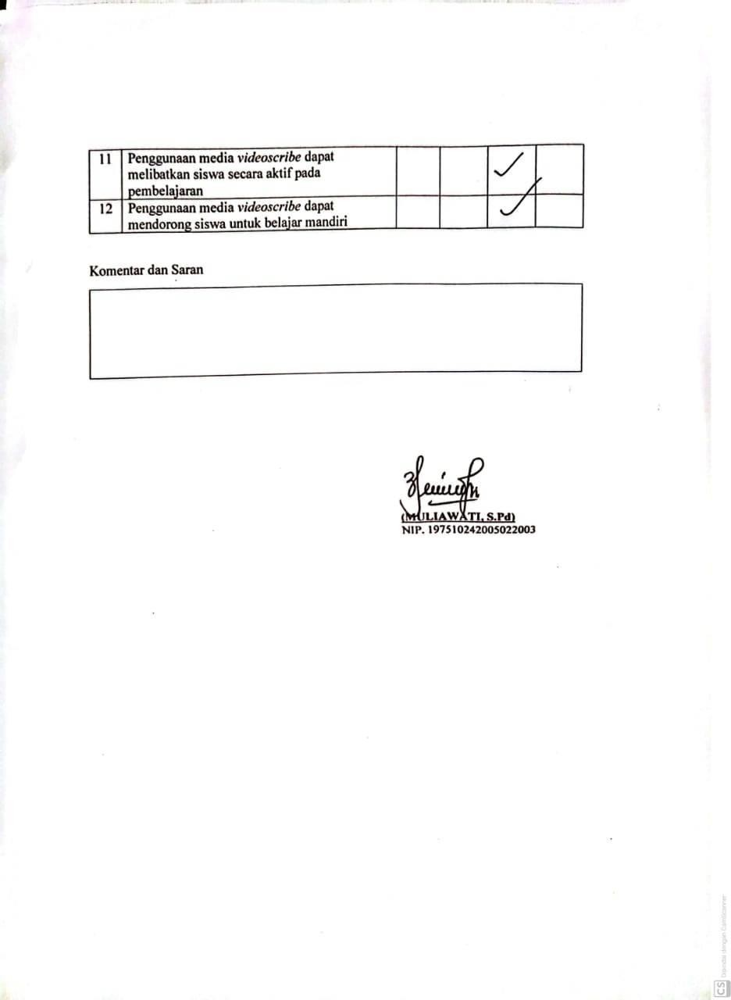 11 Penggunaan media videoscribe dapat
melibatkan siswa secara aktif pada
pembelajaran
12 Penggunaan media videoscribe dapat
mendorong siswa untuk belajar mandiri
Komentar dan Saran
(MULIAWATI, S.Pd)
NIP. 197510242005022003
CS Dipindai dengan CamScanner